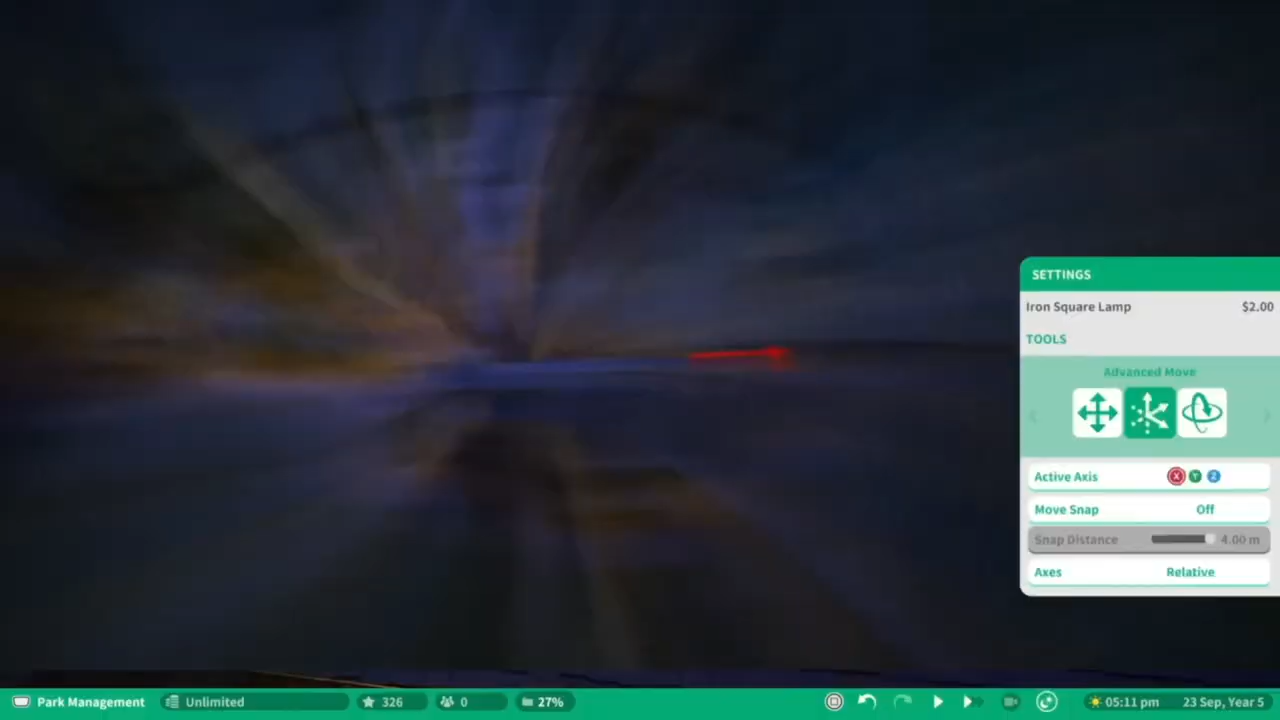 SETTINGS
Iron Square Lamp $2.00
TOOLS
Advanced Move
Active Axis X Y Z
Move Snap Off
Snap Distance 4.00 m
Axes Relative
Park Management Unlimited 326 0 27% 05:11 pm 23 Sep, Year 5